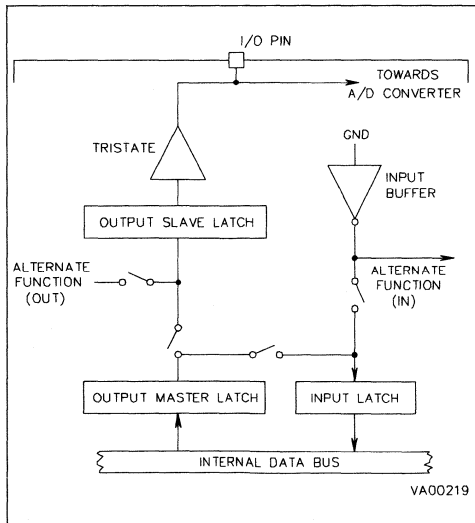 I/O PIN
TOWARDS
A/D CONVERTER
GND
TRISTATE
INPUT
BUFFER
OUTPUT SLAVE LATCH
ALTERNATE
FUNCTION
(OUT)
ALTERNATE
FUNCTION
(IN)
OUTPUT MASTER LATCH
INPUT LATCH
INTERNAL DATA BUS
VA00219